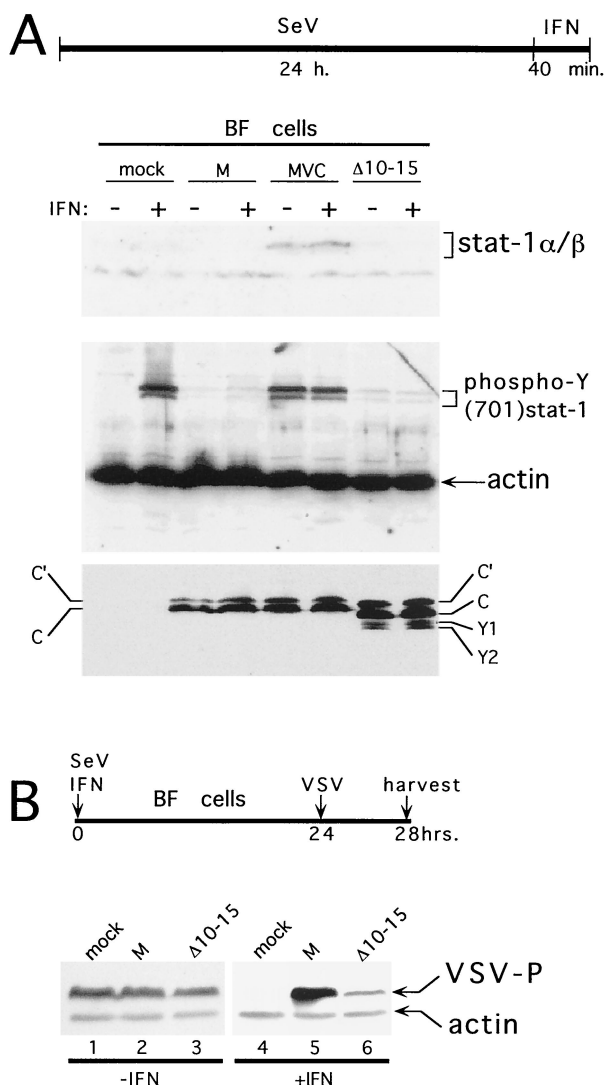 A
SeV IFN
24 h. 40 min.
BF cells
mock M MVC Δ10-15
IFN: - + - + - + - +
stat-1α/β
phospho-Y
(701)stat-1
actin
C' C'
C C
Y1
Y2
B
SeV
IFN VSV harvest
BF cells
0 24 28hrs.
mock M Δ10-15 mock M Δ10-15
VSV-P
actin
1 2 3 4 5 6
-IFN +IFN